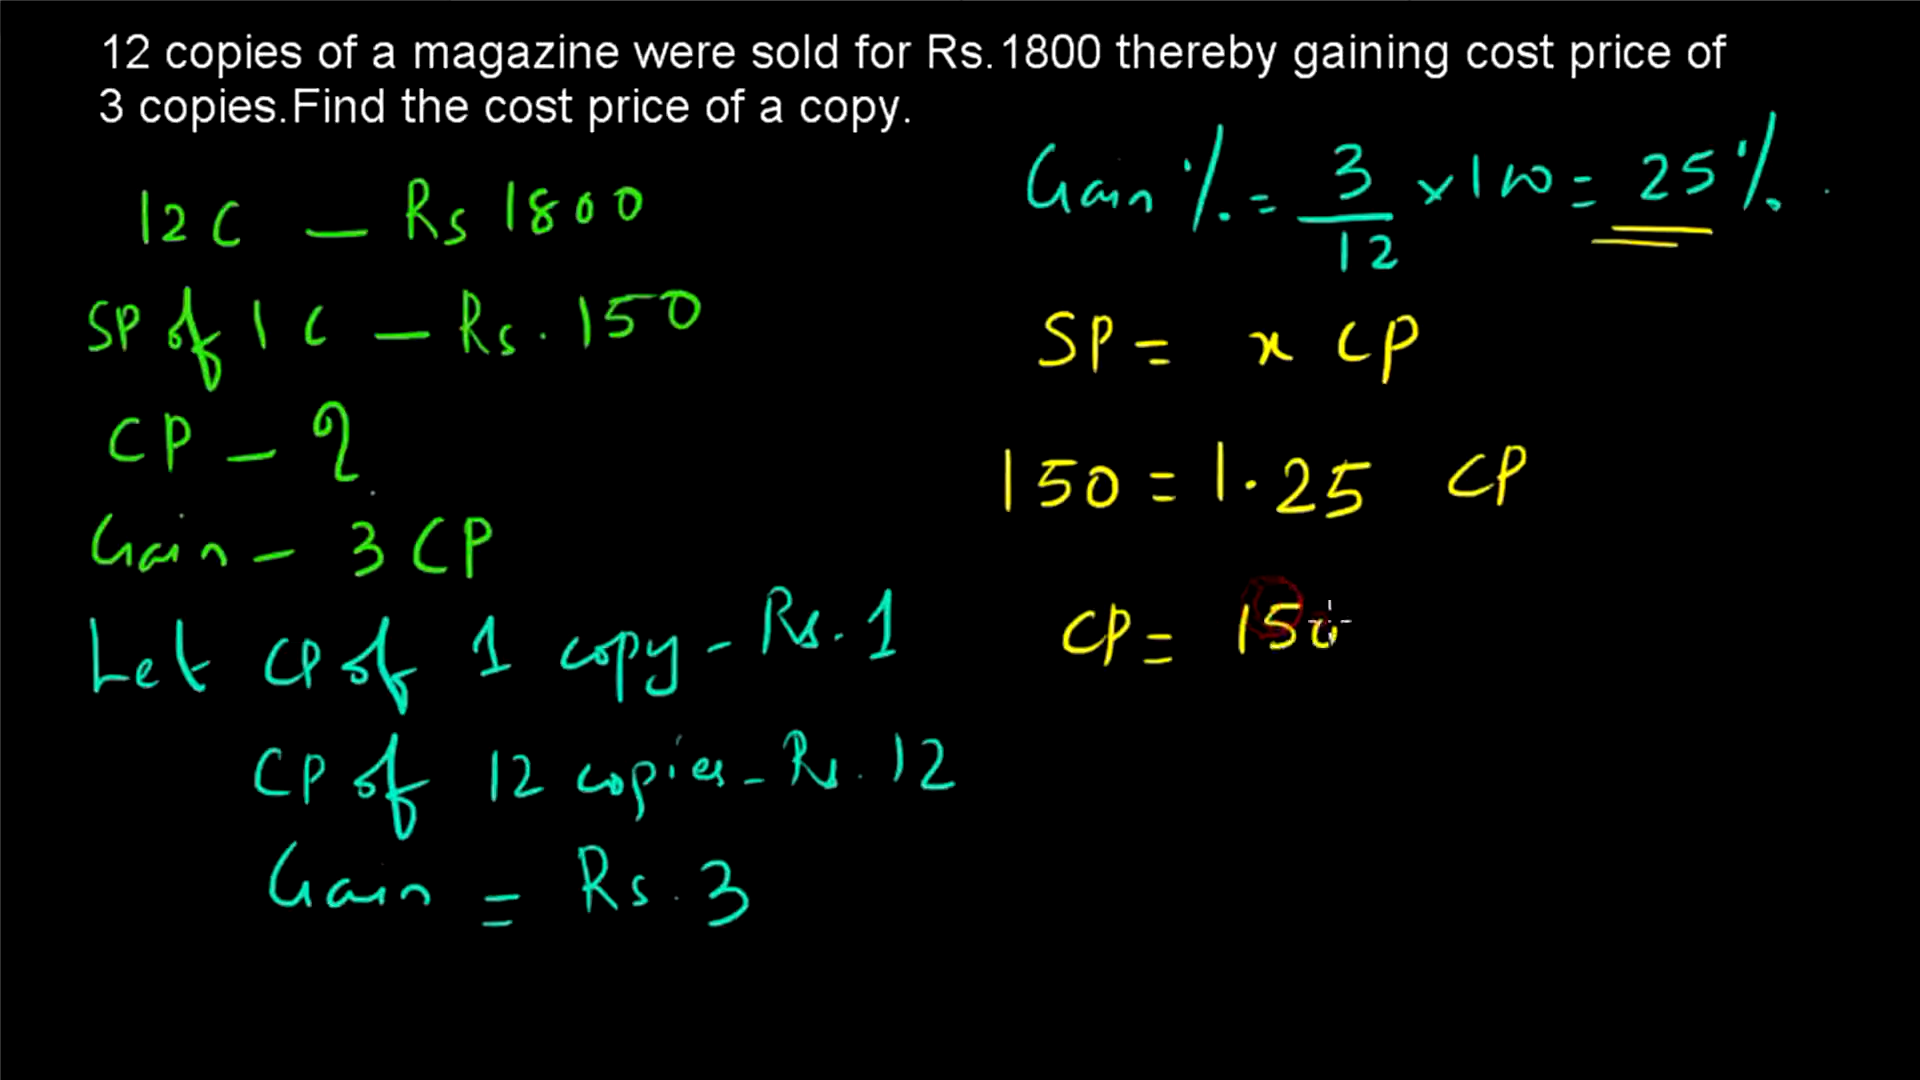 12 copies of a magazine were sold for Rs.1800 thereby gaining cost price of
3 copies.Find the cost price of a copy.
12 C — Rs 1800
SP of 1 C — Rs. 150
CP — ?
Gain — 3 CP
Let CP of 1 copy - Rs. 1
CP of 12 copies - Rs. 12
Gain = Rs. 3
Gain %. = 3/12 x 100 = 25%.
SP = x CP
150 = 1.25 CP
CP = 150